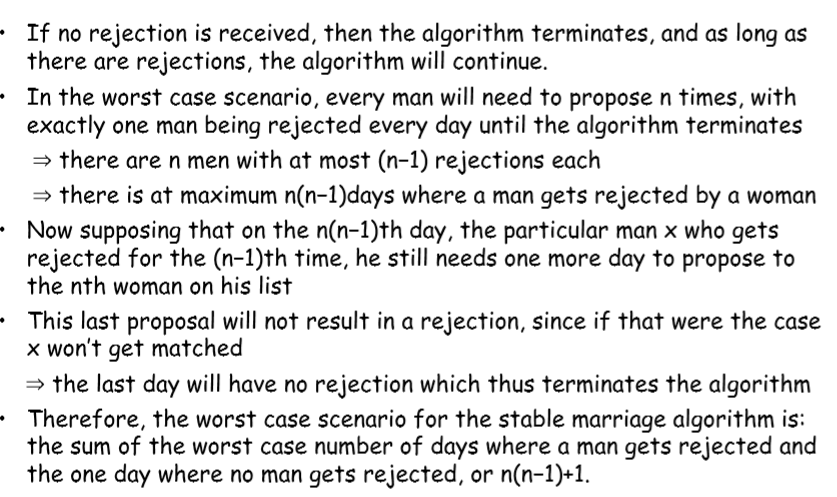 • If no rejection is received, then the algorithm terminates, and as long as
there are rejections, the algorithm will continue.
• In the worst case scenario, every man will need to propose n times, with
exactly one man being rejected every day until the algorithm terminates
⇒ there are n men with at most (n-1) rejections each
⇒ there is at maximum n(n-1)days where a man gets rejected by a woman
• Now supposing that on the n(n-1)th day, the particular man x who gets
rejected for the (n-1)th time, he still needs one more day to propose to
the nth woman on his list
• This last proposal will not result in a rejection, since if that were the case
x won't get matched
⇒ the last day will have no rejection which thus terminates the algorithm
• Therefore, the worst case scenario for the stable marriage algorithm is:
the sum of the worst case number of days where a man gets rejected and
the one day where no man gets rejected, or n(n-1)+1.